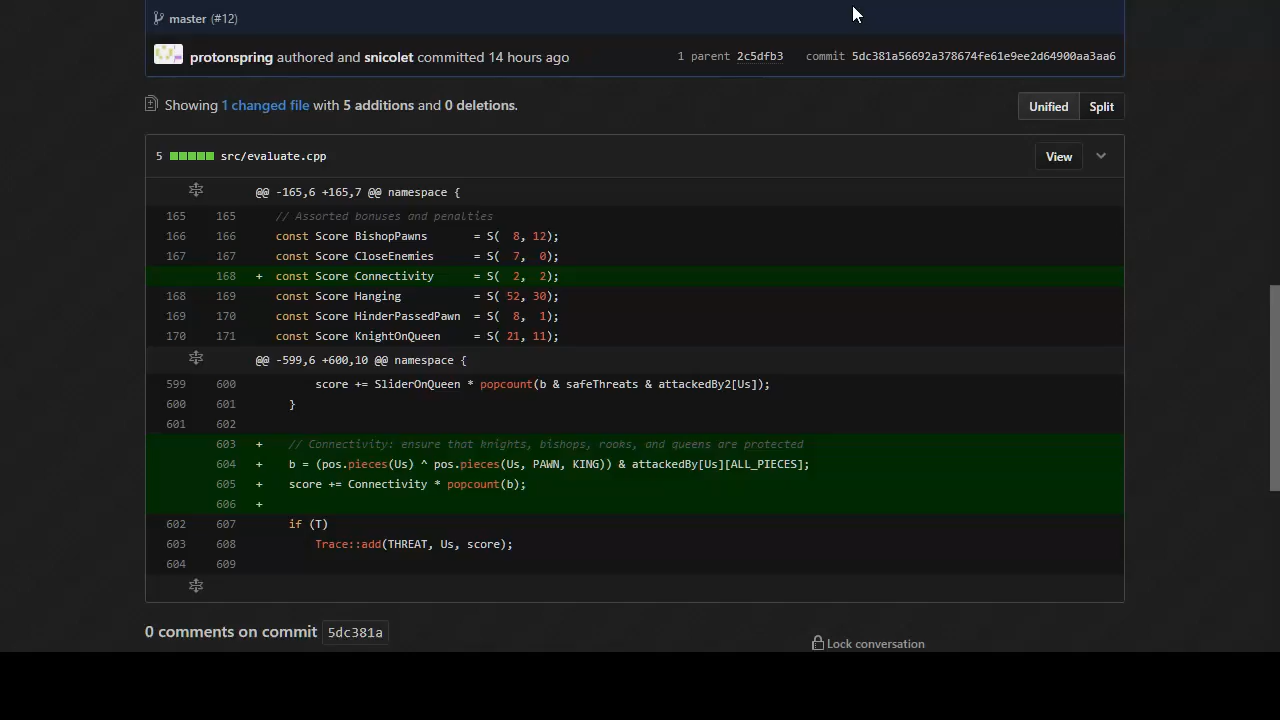 master (#12)
protonspring authored and snicolet committed 14 hours ago 1 parent 2c5dfb3 commit 5dc381a56692a378674fe61e9ee2d64900aa3aa6
Showing 1 changed file with 5 additions and 0 deletions. Unified Split
5 src/evaluate.cpp View
@@ -165,6 +165,7 @@ namespace {
165 165 // Assorted bonuses and penalties
166 166 const Score BishopPawns = S( 8, 12);
167 167 const Score CloseEnemies = S( 7, 0);
168 + const Score Connectivity = S( 2, 2);
168 169 const Score Hanging = S( 52, 30);
169 170 const Score HinderPassedPawn = S( 8, 1);
170 171 const Score KnightOnQueen = S( 21, 11);
@@ -599,6 +600,10 @@ namespace {
599 600 score += SliderOnQueen * popcount(b & safeThreats & attackedBy2[Us]);
600 601 }
601 602
603 + // Connectivity: ensure that knights, bishops, rooks, and queens are protected
604 + b = (pos.pieces(Us) ^ pos.pieces(Us, PAWN, KING)) & attackedBy[Us][ALL_PIECES];
605 + score += Connectivity * popcount(b);
606 +
602 607 if (T)
603 608 Trace::add(THREAT, Us, score);
604 609
0 comments on commit 5dc381a Lock conversation